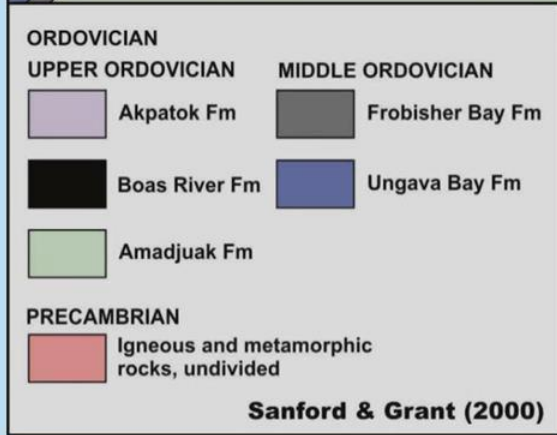 ORDOVICIAN
UPPER ORDOVICIAN
Akpatok Fm
Boas River Fm
Amadjuak Fm
MIDDLE ORDOVICIAN
Frobisher Bay Fm
Ungava Bay Fm
PRECAMBRIAN
Igneous and metamorphic
rocks, undivided
Sanford & Grant (2000)